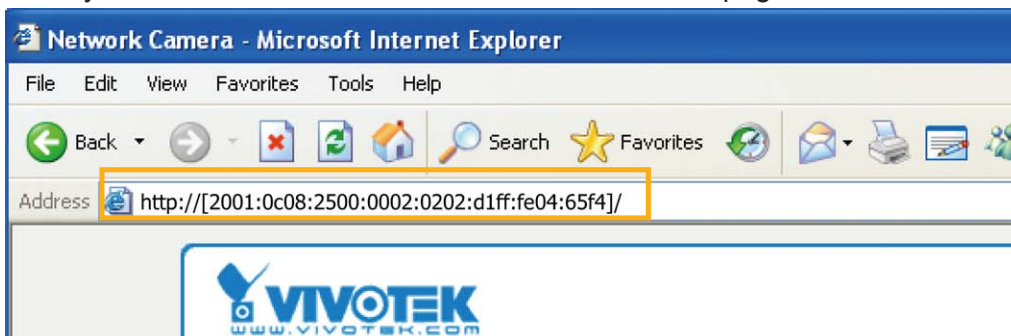 Network Camera - Microsoft Internet Explorer
File Edit View Favorites Tools Help
Back Search Favorites
Address http://[2001:0c08:2500:0002:0202:d1ff:fe04:65f4]/
VIVOTEK
www.vivotek.com